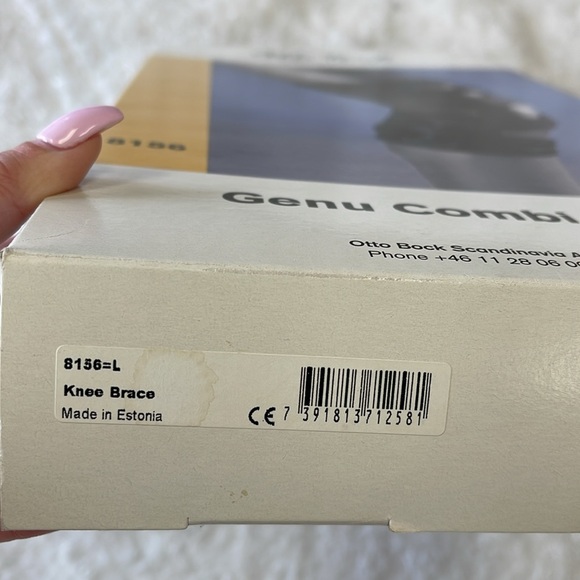 8156
Genu Combi
Otto Bock Scandinavia A
Phone +46 11 28 06 0
8156=L
Knee Brace
Made in Estonia
CE 7 391813 712581